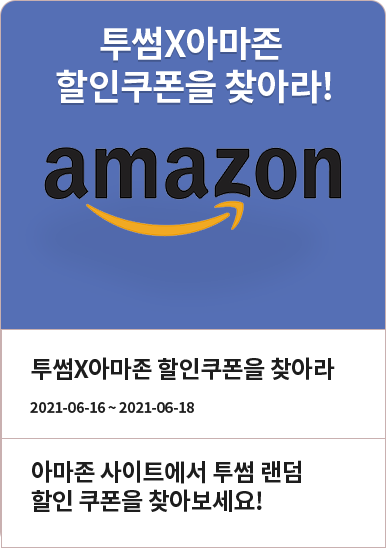 투썸X아마존
할인쿠폰을 찾아라!
amazon
투썸X아마존 할인쿠폰을 찾아라
2021-06-16 ~ 2021-06-18
아마존 사이트에서 투썸 랜덤
할인 쿠폰을 찾아보세요!